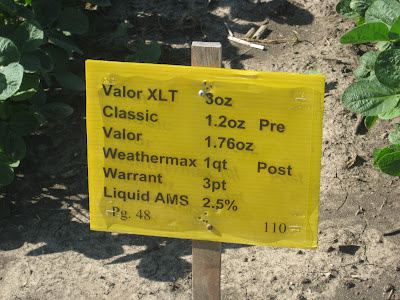 Valor XLT 3oz
Classic 1.2oz Pre
Valor 1.76oz
Weathermax 1qt Post
Warrant 3pt
Liquid AMS 2.5%
Pg. 48 110